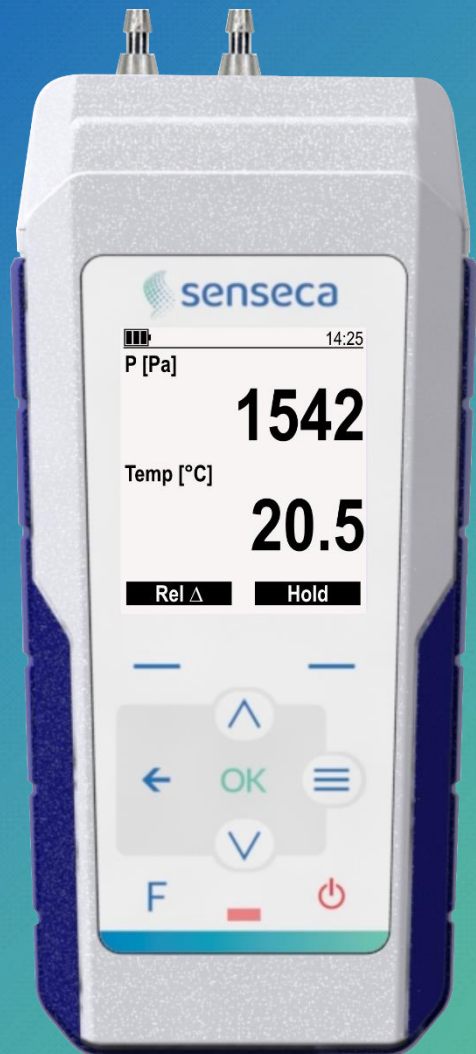 senseca
14:25
P [Pa]
1542
Temp [°C]
20.5
Rel Δ Hold
OK
F